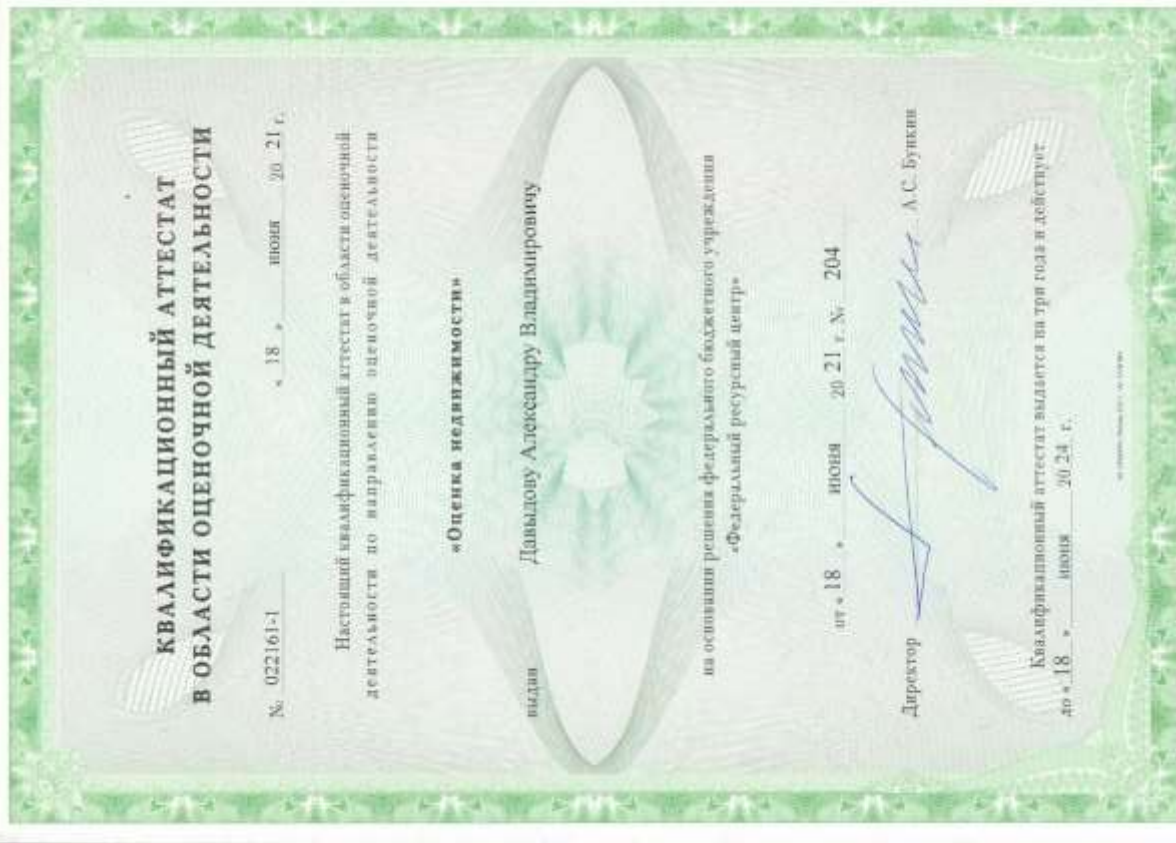 КВАЛИФИКАЦИОННЫЙ АТТЕСТАТ
В ОБЛАСТИ ОЦЕНОЧНОЙ ДЕЯТЕЛЬНОСТИ
№ 022161-1 « 18 » июня 20 21 г.
Настоящий квалификационный аттестат в области оценочной
деятельности по направлению оценочной деятельности
«Оценка недвижимости»
выдан Давыдову Александру Владимировичу
на основании решения федерального бюджетного учреждения
«Федеральный ресурсный центр»
от « 18 » июня 20 21 г. № 204
Директор А.С. Бункин
Квалификационный аттестат выдается на три года и действует
до « 18 » июня 20 24 г.